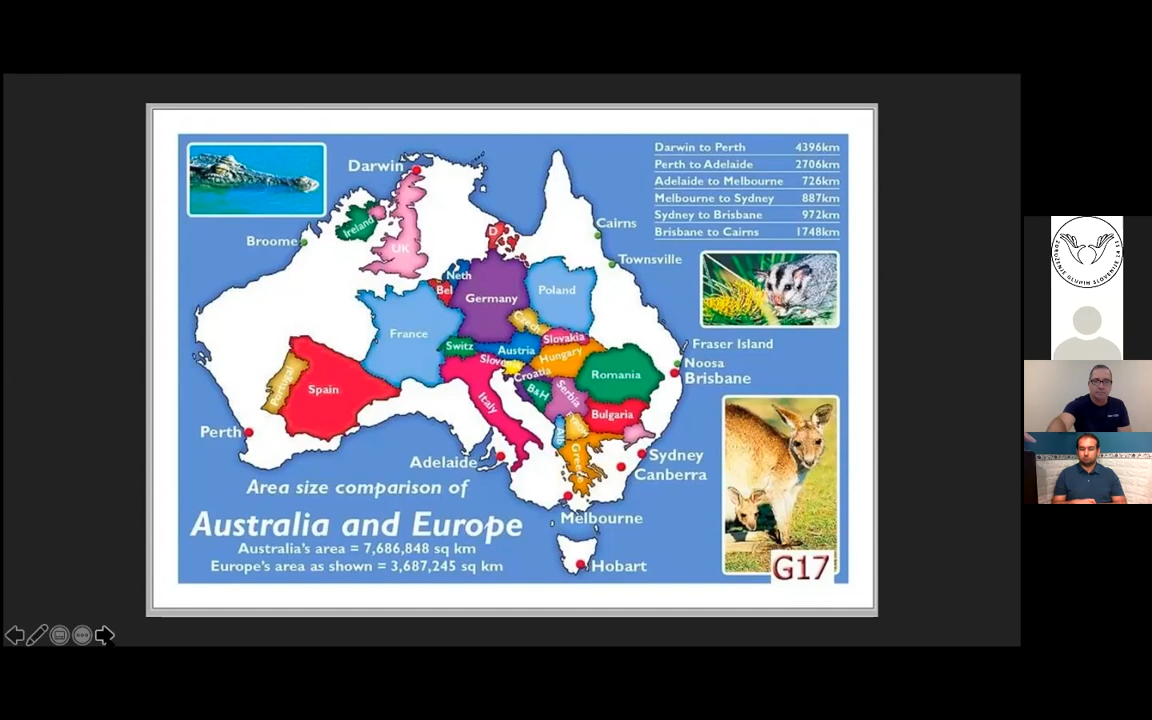 Darwin
Darwin to Perth 4396km
Perth to Adelaide 2706km
Adelaide to Melbourne 726km
Melbourne to Sydney 887km
Sydney to Brisbane 972km
Brisbane to Cairns 1748km
Ireland
UK
D
Cairns
Broome
Townsville
Neth
Bel
Germany
Poland
France
Czech
Slovakia
Switz
Austria
Hungary
Fraser Island
Noosa
Brisbane
Croatia
Romania
Portugal
Spain
Italy
B&H
Serbia
Bulgaria
Alb
Greece
Perth
Adelaide
Sydney
Canberra
Melbourne
Hobart
Area size comparison of
Australia and Europe
Australia's area = 7,686,848 sq km
Europe's area as shown = 3,687,245 sq km
G17
ZDRUŽENJE GLUHIH SLOVENIJE